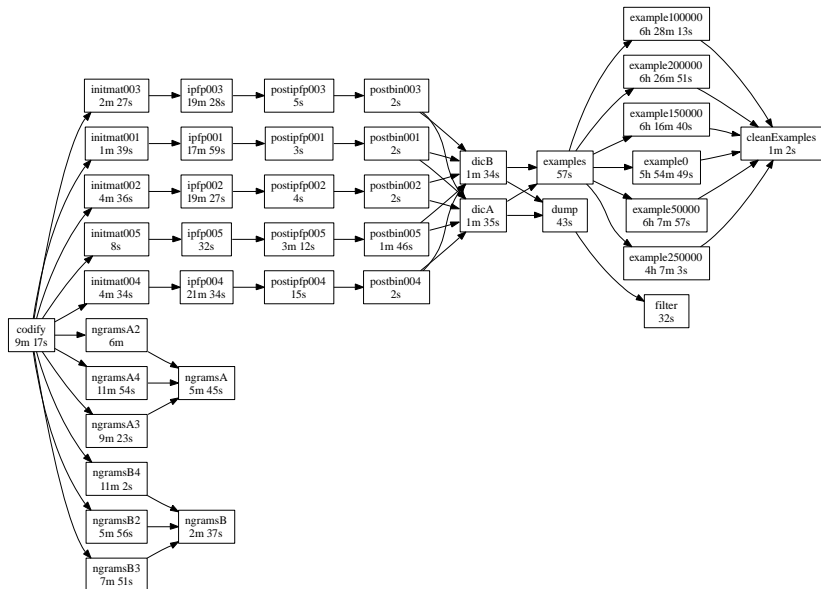 example100000
6h 28m 13s
example200000
6h 26m 51s
initmat003
2m 27s
ipfp003
19m 28s
postipfp003
5s
postbin003
2s
example150000
6h 16m 40s
cleanExamples
1m 2s
initmat001
1m 39s
ipfp001
17m 59s
postipfp001
3s
postbin001
2s
dicB
1m 34s
examples
57s
example0
5h 54m 49s
initmat002
4m 36s
ipfp002
19m 27s
postipfp002
4s
postbin002
2s
dicA
1m 35s
dump
43s
example50000
6h 7m 57s
initmat005
8s
ipfp005
32s
postipfp005
3m 12s
postbin005
1m 46s
example250000
4h 7m 3s
initmat004
4m 34s
ipfp004
21m 34s
postipfp004
15s
postbin004
2s
filter
32s
codify
9m 17s
ngramsA2
6m
ngramsA4
11m 54s
ngramsA
5m 45s
ngramsA3
9m 23s
ngramsB4
11m 2s
ngramsB2
5m 56s
ngramsB
2m 37s
ngramsB3
7m 51s